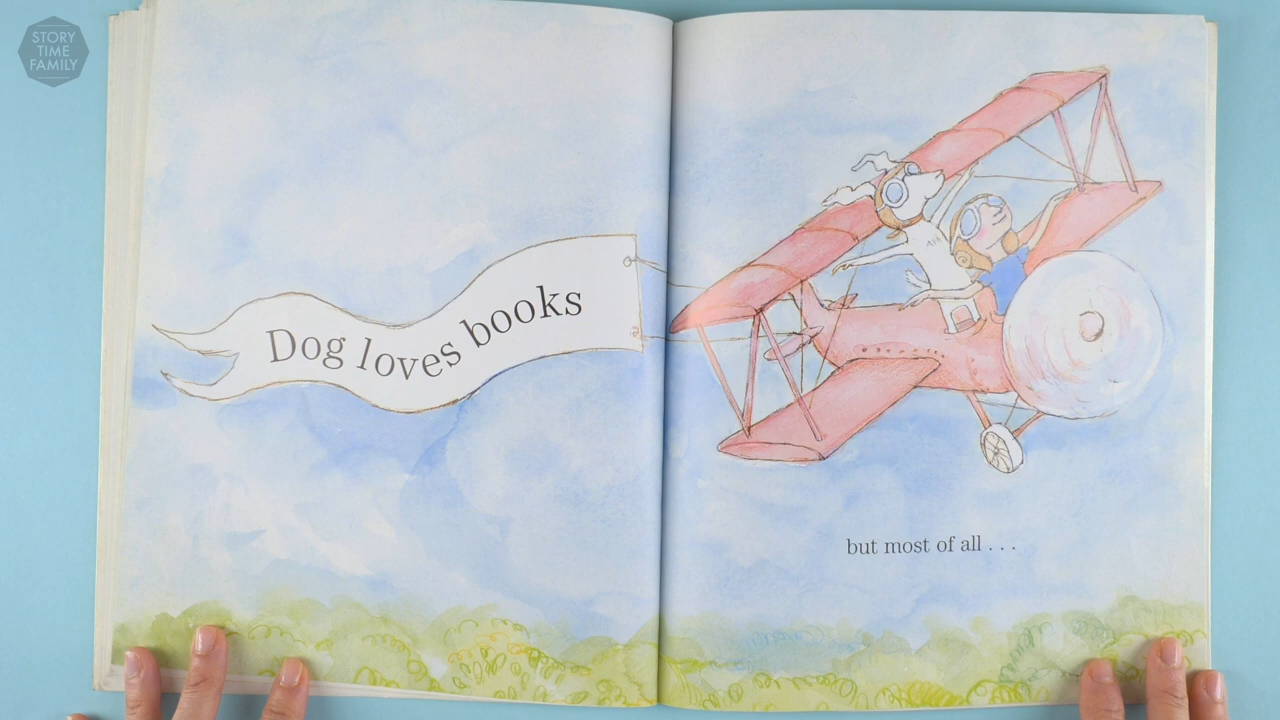 STORY
TIME
FAMILY
Dog loves books
but most of all . . .